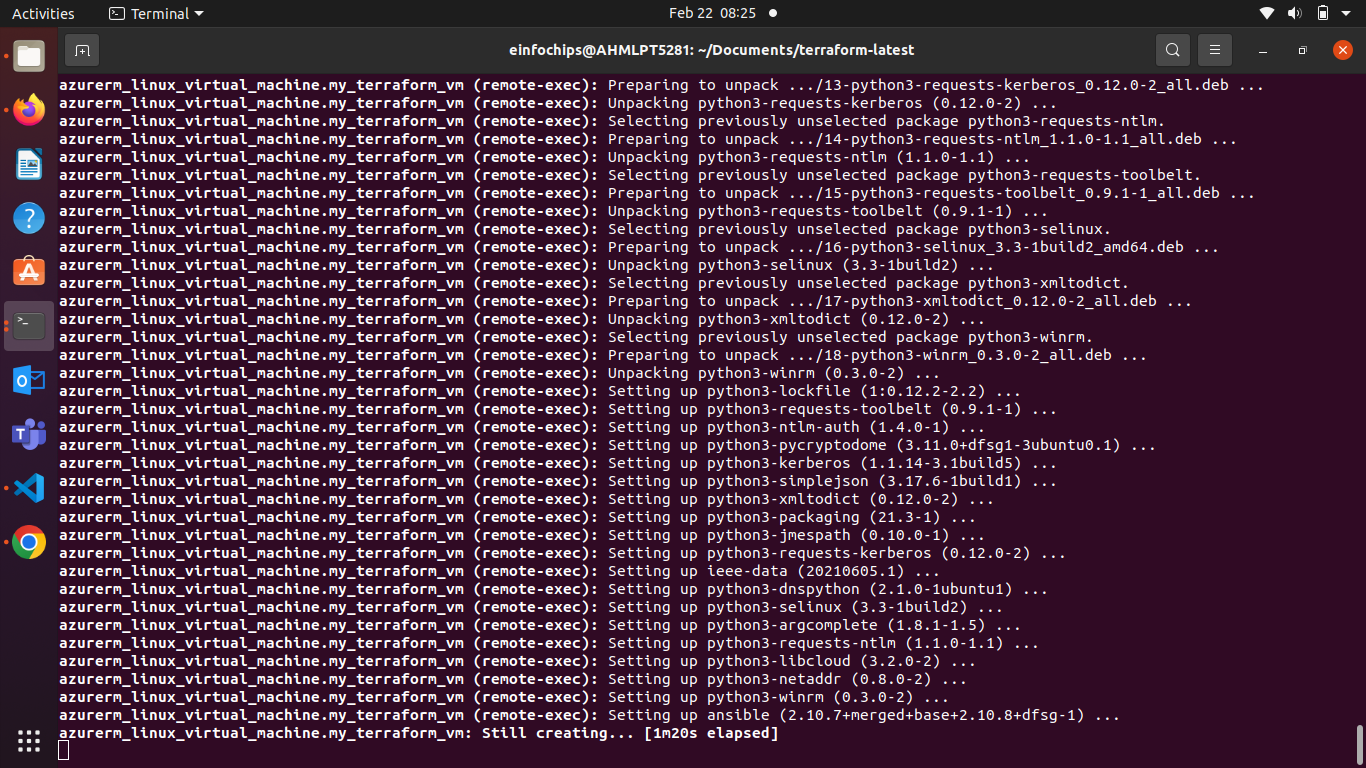 Activities
Terminal
Feb 22 08:25
einfochips@AHMLPT5281: ~/Documents/terraform-latest
azurerm_linux_virtual_machine.my_terraform_vm (remote-exec): Preparing to unpack .../13-python3-requests-kerberos_0.12.0-2_all.deb ...
azurerm_linux_virtual_machine.my_terraform_vm (remote-exec): Unpacking python3-requests-kerberos (0.12.0-2) ...
azurerm_linux_virtual_machine.my_terraform_vm (remote-exec): Selecting previously unselected package python3-requests-ntlm.
azurerm_linux_virtual_machine.my_terraform_vm (remote-exec): Preparing to unpack .../14-python3-requests-ntlm_1.1.0-1.1_all.deb ...
azurerm_linux_virtual_machine.my_terraform_vm (remote-exec): Unpacking python3-requests-ntlm (1.1.0-1.1) ...
azurerm_linux_virtual_machine.my_terraform_vm (remote-exec): Selecting previously unselected package python3-requests-toolbelt.
azurerm_linux_virtual_machine.my_terraform_vm (remote-exec): Preparing to unpack .../15-python3-requests-toolbelt_0.9.1-1_all.deb ...
azurerm_linux_virtual_machine.my_terraform_vm (remote-exec): Unpacking python3-requests-toolbelt (0.9.1-1) ...
azurerm_linux_virtual_machine.my_terraform_vm (remote-exec): Selecting previously unselected package python3-selinux.
azurerm_linux_virtual_machine.my_terraform_vm (remote-exec): Preparing to unpack .../16-python3-selinux_3.3-1build2_amd64.deb ...
azurerm_linux_virtual_machine.my_terraform_vm (remote-exec): Unpacking python3-selinux (3.3-1build2) ...
azurerm_linux_virtual_machine.my_terraform_vm (remote-exec): Selecting previously unselected package python3-xmltodict.
azurerm_linux_virtual_machine.my_terraform_vm (remote-exec): Preparing to unpack .../17-python3-xmltodict_0.12.0-2_all.deb ...
azurerm_linux_virtual_machine.my_terraform_vm (remote-exec): Unpacking python3-xmltodict (0.12.0-2) ...
azurerm_linux_virtual_machine.my_terraform_vm (remote-exec): Selecting previously unselected package python3-winrm.
azurerm_linux_virtual_machine.my_terraform_vm (remote-exec): Preparing to unpack .../18-python3-winrm_0.3.0-2_all.deb ...
azurerm_linux_virtual_machine.my_terraform_vm (remote-exec): Unpacking python3-winrm (0.3.0-2) ...
azurerm_linux_virtual_machine.my_terraform_vm (remote-exec): Setting up python3-lockfile (1:0.12.2-2.2) ...
azurerm_linux_virtual_machine.my_terraform_vm (remote-exec): Setting up python3-requests-toolbelt (0.9.1-1) ...
azurerm_linux_virtual_machine.my_terraform_vm (remote-exec): Setting up python3-ntlm-auth (1.4.0-1) ...
azurerm_linux_virtual_machine.my_terraform_vm (remote-exec): Setting up python3-pycryptodome (3.11.0+dfsg1-3ubuntu0.1) ...
azurerm_linux_virtual_machine.my_terraform_vm (remote-exec): Setting up python3-kerberos (1.1.14-3.1build5) ...
azurerm_linux_virtual_machine.my_terraform_vm (remote-exec): Setting up python3-simplejson (3.17.6-1build1) ...
azurerm_linux_virtual_machine.my_terraform_vm (remote-exec): Setting up python3-xmltodict (0.12.0-2) ...
azurerm_linux_virtual_machine.my_terraform_vm (remote-exec): Setting up python3-packaging (21.3-1) ...
azurerm_linux_virtual_machine.my_terraform_vm (remote-exec): Setting up python3-jmespath (0.10.0-1) ...
azurerm_linux_virtual_machine.my_terraform_vm (remote-exec): Setting up python3-requests-kerberos (0.12.0-2) ...
azurerm_linux_virtual_machine.my_terraform_vm (remote-exec): Setting up ieee-data (20210605.1) ...
azurerm_linux_virtual_machine.my_terraform_vm (remote-exec): Setting up python3-dnspython (2.1.0-1ubuntu1) ...
azurerm_linux_virtual_machine.my_terraform_vm (remote-exec): Setting up python3-selinux (3.3-1build2) ...
azurerm_linux_virtual_machine.my_terraform_vm (remote-exec): Setting up python3-argcomplete (1.8.1-1.5) ...
azurerm_linux_virtual_machine.my_terraform_vm (remote-exec): Setting up python3-requests-ntlm (1.1.0-1.1) ...
azurerm_linux_virtual_machine.my_terraform_vm (remote-exec): Setting up python3-libcloud (3.2.0-2) ...
azurerm_linux_virtual_machine.my_terraform_vm (remote-exec): Setting up python3-netaddr (0.8.0-2) ...
azurerm_linux_virtual_machine.my_terraform_vm (remote-exec): Setting up python3-winrm (0.3.0-2) ...
azurerm_linux_virtual_machine.my_terraform_vm (remote-exec): Setting up ansible (2.10.7+merged+base+2.10.8+dfsg-1) ...
azurerm_linux_virtual_machine.my_terraform_vm: Still creating... [1m20s elapsed]